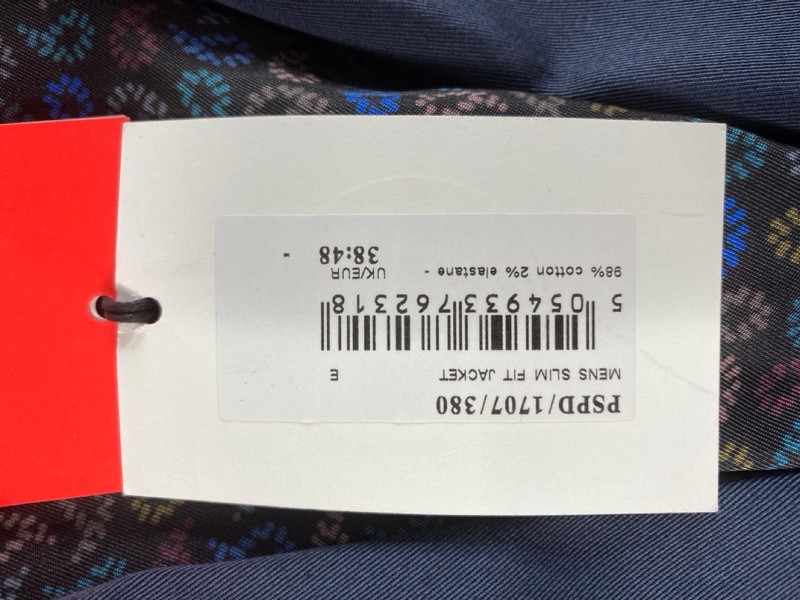 PSPD/1707/380
MENS SLIM FIT JACKET E
5 054933 762318
98% cotton 2% elastane - UK/EUR
38:48 -